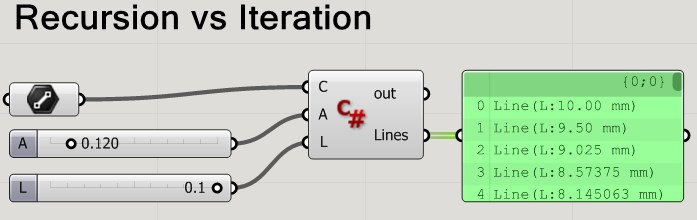 Recursion vs Iteration
C
A
L
C#
out
Lines
A 0.120
L 0.1
{0;0}
0 Line(L:10.00 mm)
1 Line(L:9.50 mm)
2 Line(L:9.025 mm)
3 Line(L:8.57375 mm)
4 Line(L:8.145063 mm)